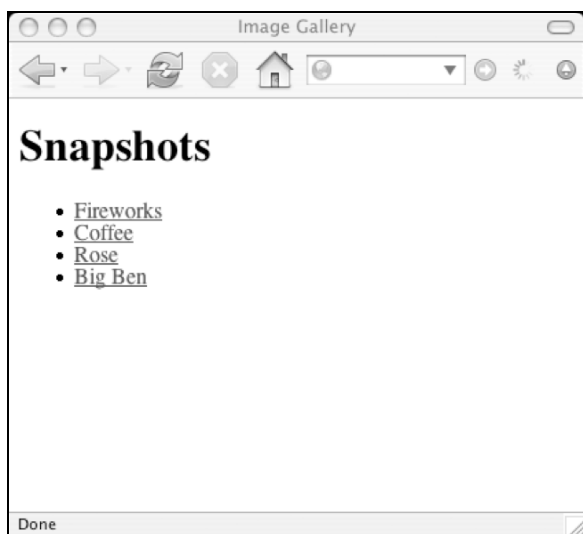 Image Gallery
Snapshots
Fireworks
Coffee
Rose
Big Ben
Done